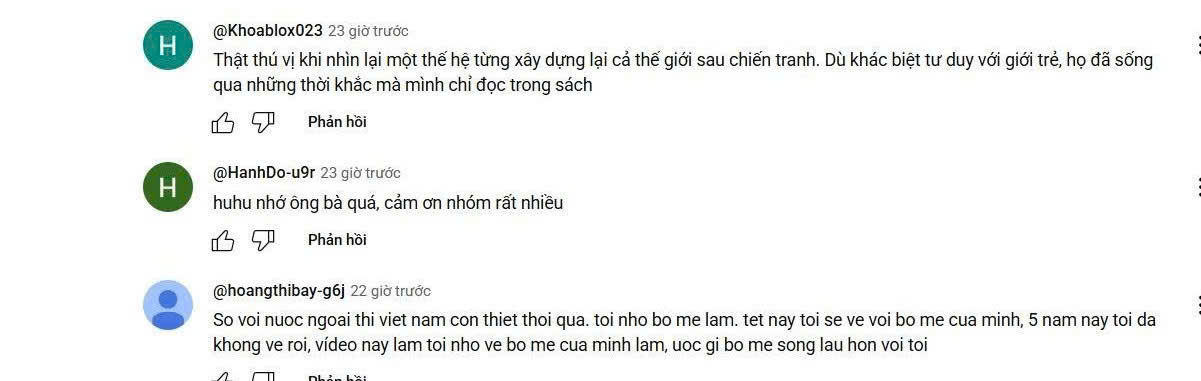 H
@Khoablox023 23 giờ trước
Thật thú vị khi nhìn lại một thế hệ từng xây dựng lại cả thế giới sau chiến tranh. Dù khác biệt tư duy với giới trẻ, họ đã sống
qua những thời khắc mà mình chỉ đọc trong sách
Phản hồi
H
@HanhDo-u9r 23 giờ trước
huhu nhớ ông bà quá, cảm ơn nhóm rất nhiều
Phản hồi
@hoangthibay-g6j 22 giờ trước
So voi nuoc ngoai thi viet nam con thiet thoi qua. toi nho bo me lam. tet nay toi se ve voi bo me cua minh, 5 nam nay toi da
khong ve roi, vídeo nay lam toi nho ve bo me cua minh lam, uoc gi bo me song lau hon voi toi
Phản hồi